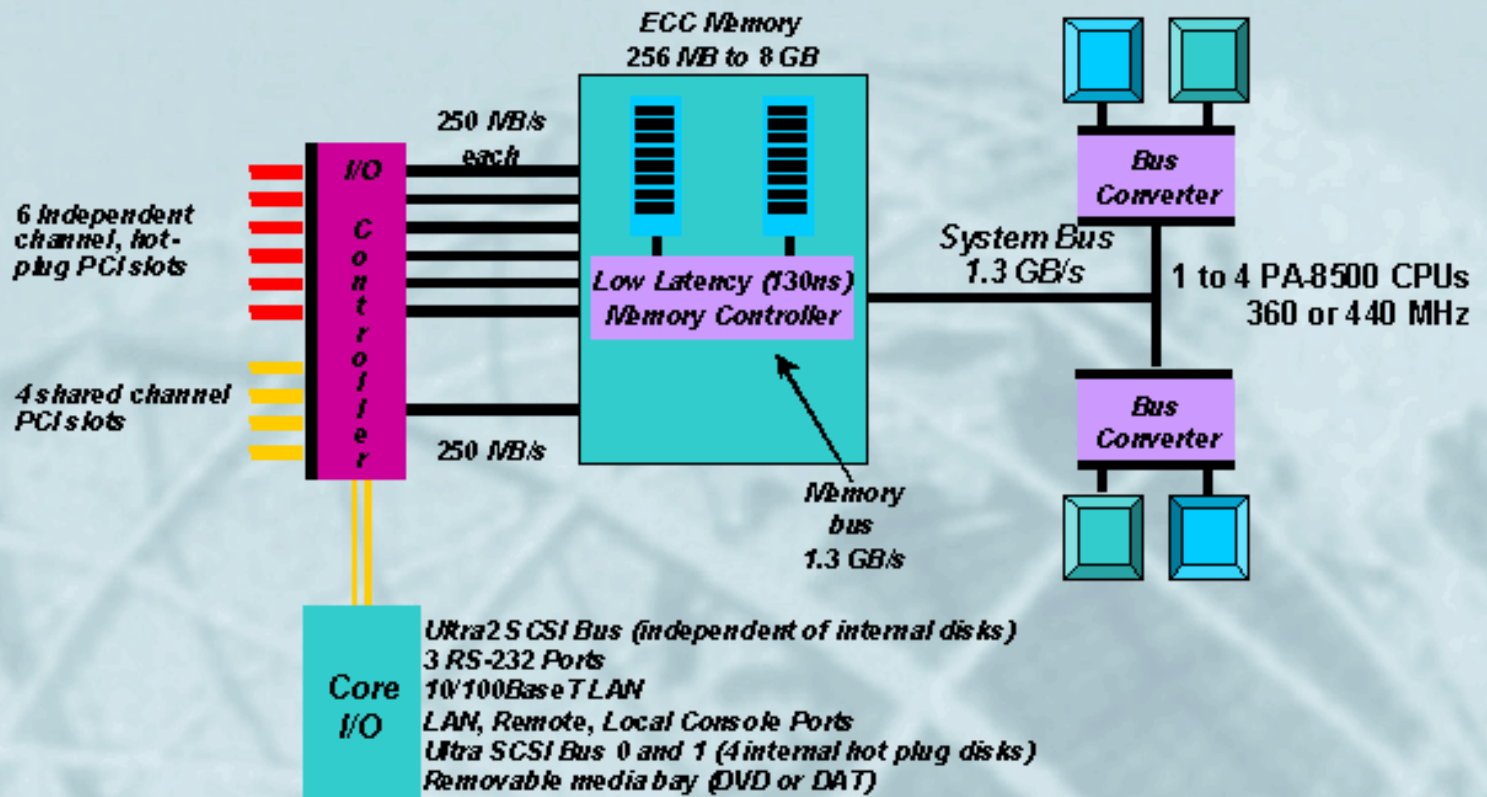 ECC Memory
256 MB to 8 GB
250 MB/s
each
I/O
Controller
6 Independent
channel, hot-
plug PCI slots
4 shared channel
PCI slots
250 MB/s
Low Latency (130ns)
Memory Controller
Memory
bus
1.3 GB/s
System Bus
1.3 GB/s
Bus
Converter
1 to 4 PA-8500 CPUs
360 or 440 MHz
Bus
Converter
Core
I/O
Ultra2 SCSI Bus (independent of internal disks)
3 RS-232 Ports
10/100Base T LAN
LAN, Remote, Local Console Ports
Ultra SCSI Bus 0 and 1 (4 internal hot plug disks)
Removable media bay (DVD or DAT)